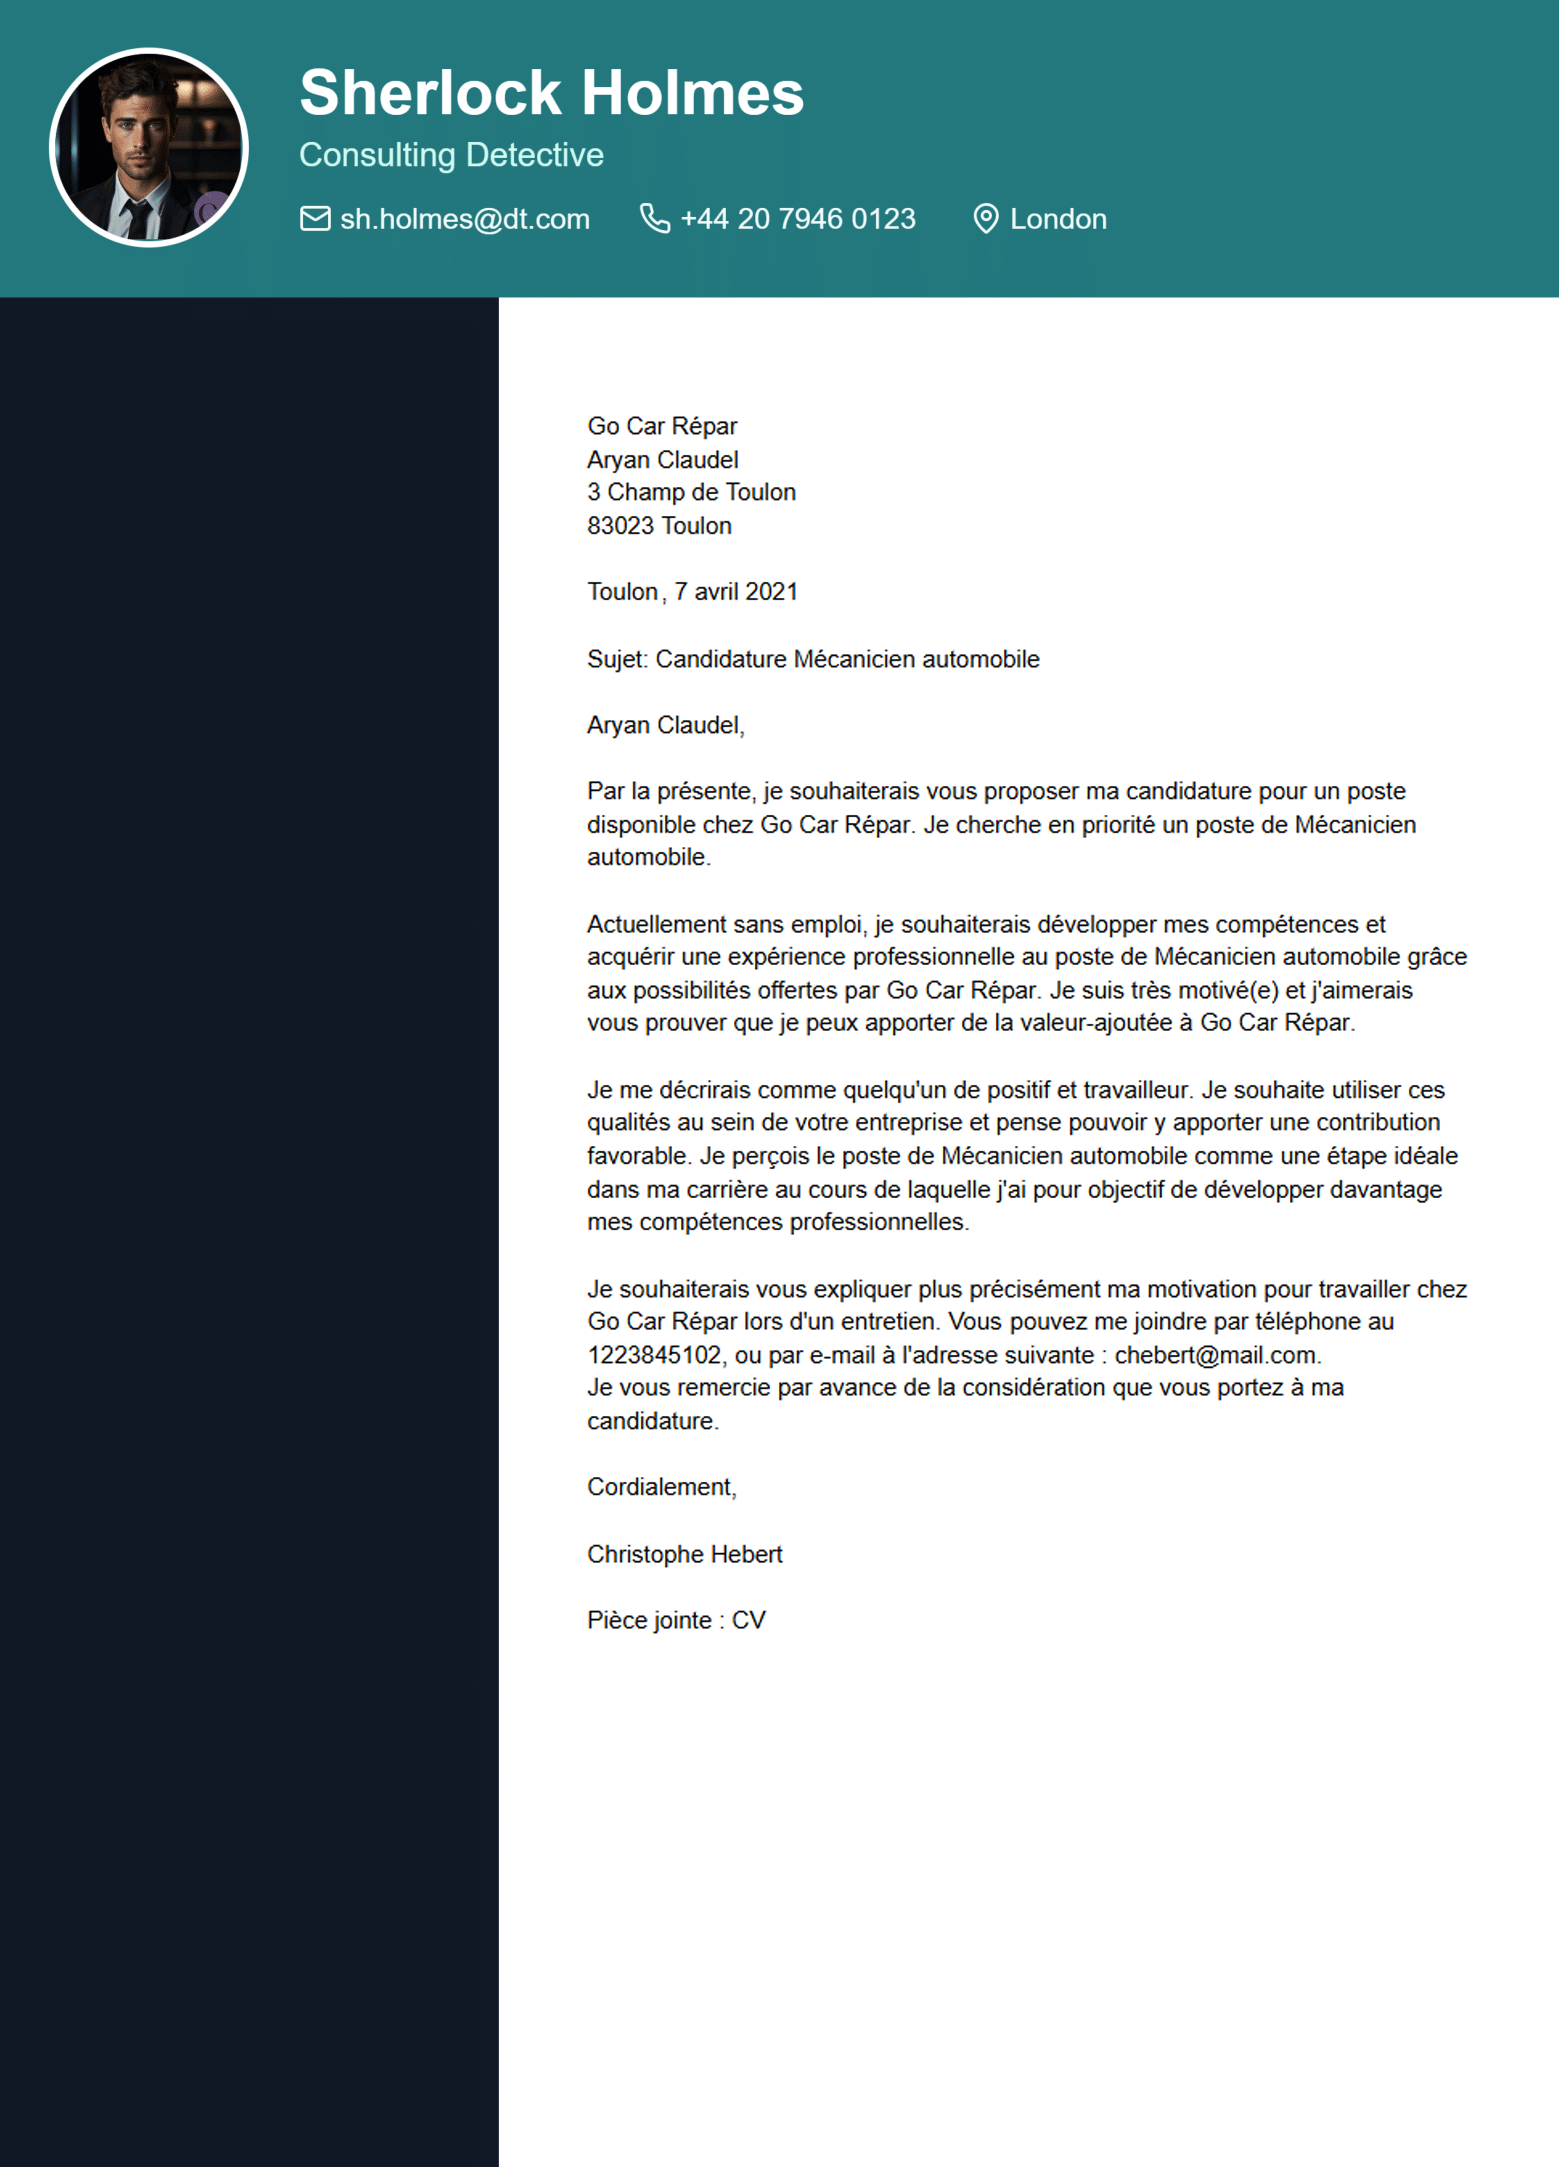 Sherlock Holmes
Consulting Detective
sh.holmes@dt.com +44 20 7946 0123 London
Go Car Répar
Aryan Claudel
3 Champ de Toulon
83023 Toulon
Toulon, 7 avril 2021
Sujet: Candidature Mécanicien automobile
Aryan Claudel,
Par la présente, je souhaiterais vous proposer ma candidature pour un poste
disponible chez Go Car Répar. Je cherche en priorité un poste de Mécanicien
automobile.
Actuellement sans emploi, je souhaiterais développer mes compétences et
acquérir une expérience professionnelle au poste de Mécanicien automobile grâce
aux possibilités offertes par Go Car Répar. Je suis très motivé(e) et j'aimerais
vous prouver que je peux apporter de la valeur-ajoutée à Go Car Répar.
Je me décrirais comme quelqu'un de positif et travailleur. Je souhaite utiliser ces
qualités au sein de votre entreprise et pense pouvoir y apporter une contribution
favorable. Je perçois le poste de Mécanicien automobile comme une étape idéale
dans ma carrière au cours de laquelle j'ai pour objectif de développer davantage
mes compétences professionnelles.
Je souhaiterais vous expliquer plus précisément ma motivation pour travailler chez
Go Car Répar lors d'un entretien. Vous pouvez me joindre par téléphone au
1223845102, ou par e-mail à l'adresse suivante : chebert@mail.com.
Je vous remercie par avance de la considération que vous portez à ma
candidature.
Cordialement,
Christophe Hebert
Pièce jointe : CV